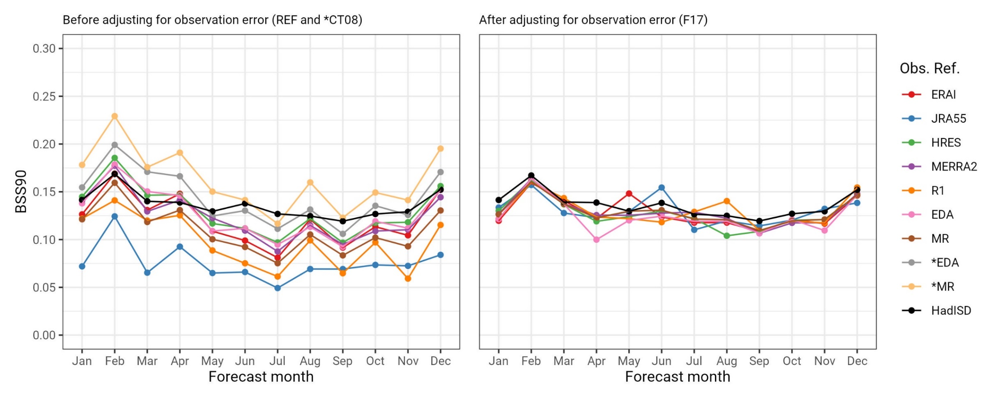 Before adjusting for observation error (REF and *CT08)
After adjusting for observation error (F17)
BSS90
0.30
0.25
0.20
0.15
0.10
0.05
0.00
Jan Feb Mar Apr May Jun Jul Aug Sep Oct Nov Dec
Forecast month
Jan Feb Mar Apr May Jun Jul Aug Sep Oct Nov Dec
Forecast month
Obs. Ref.
ERAI
JRA55
HRES
MERRA2
R1
EDA
MR
*EDA
*MR
HadISD